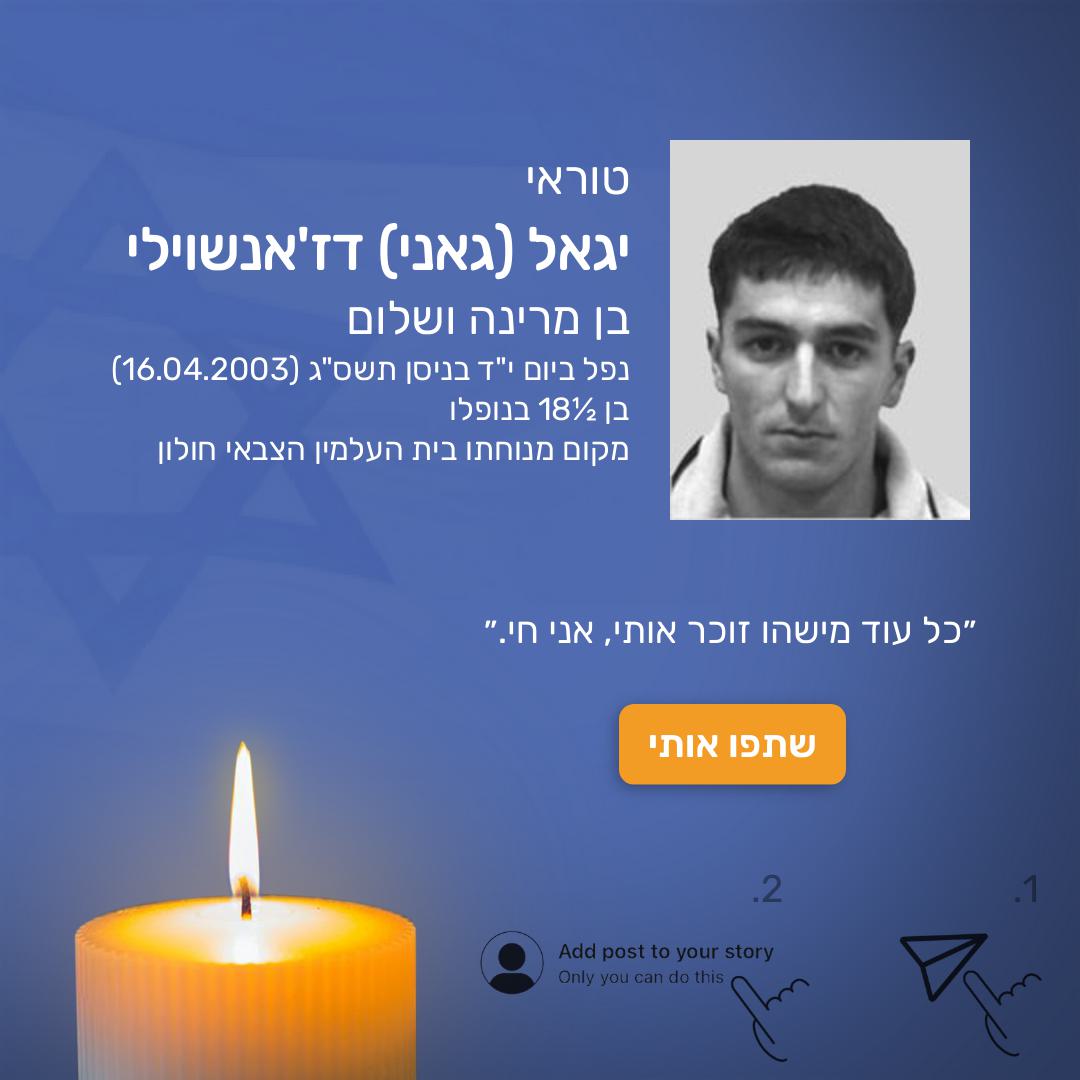 טוראי
יגאל (גאני) דז'אנשוילי
בן מרינה ושלום
נפל ביום י"ד בניסן תשס"ג (16.04.2003)
בן 18½ בנופלו
מקום מנוחתו בית העלמין הצבאי חולון
״כל עוד מישהו זוכר אותי, אני חי.״
שתפו אותי
.1
.2
Add post to your story
Only you can do this